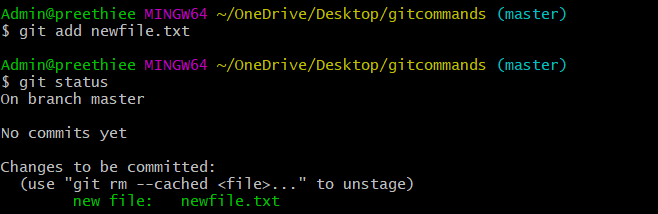 Admin@preethiee MINGW64 ~/OneDrive/Desktop/gitcommands (master)
$ git add newfile.txt
Admin@preethiee MINGW64 ~/OneDrive/Desktop/gitcommands (master)
$ git status
On branch master
No commits yet
Changes to be committed:
  (use "git rm --cached <file>..." to unstage)
        new file:   newfile.txt